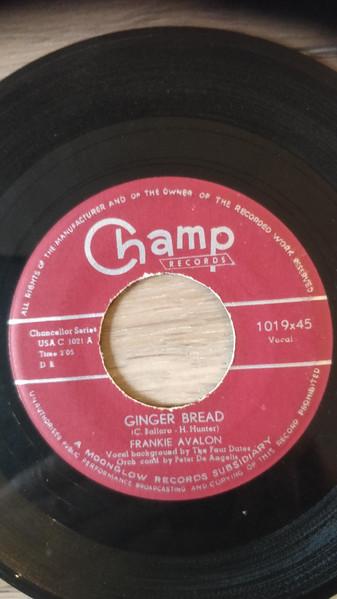 ALL RIGHTS OF THE MANUFACTURER AND OF THE OWNER OF THE RECORDED WORK RESERVED
Champ
RECORDS
Chancellor Series
USA C 1021 A
Time 2'05
D R
1019x45
Vocal
GINGER BREAD
(C. Ballaro - H. Hunter)
FRANKIE AVALON
Vocal background by The Four Dates
Orch cond by Peter De Angelis
A MOONGLOW RECORDS SUBSIDIARY
UNAUTHORISED PUBLIC PERFORMANCE BROADCASTING AND COPYING OF THIS RECORD PROHIBITED